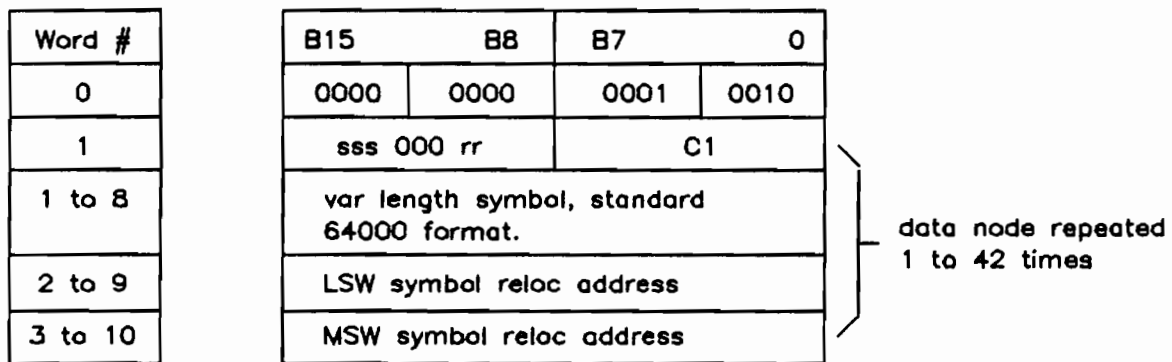 Word # B15 B8 B7 0
0 0000 0000 0001 0010
1 sss 000 rr C1
1 to 8 var length symbol, standard
64000 format.
data node repeated
1 to 42 times
2 to 9 LSW symbol reloc address
3 to 10 MSW symbol reloc address